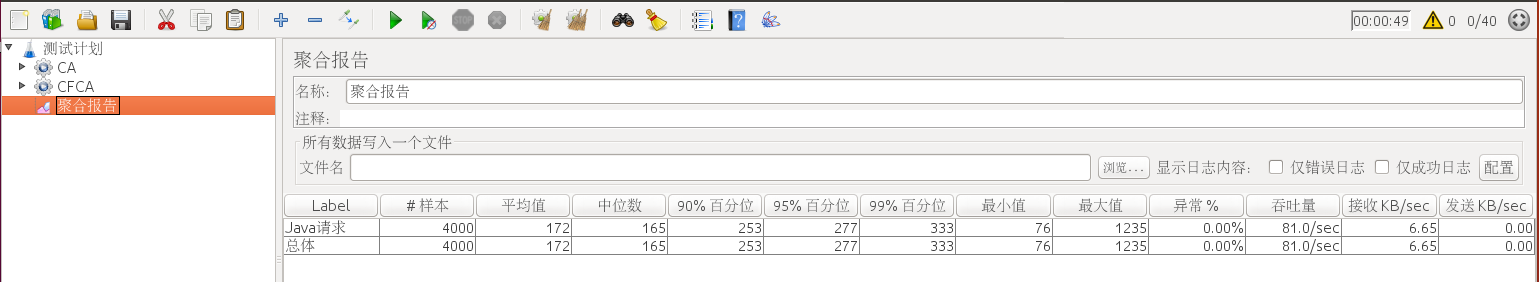 STOP
00:00:49 0 0/40
测试计划
CA
CFCA
聚合报告
聚合报告
名称: 聚合报告
注释:
所有数据写入一个文件
文件名 浏览... 显示日志内容: 仅错误日志 仅成功日志 配置
Label # 样本 平均值 中位数 90% 百分位 95% 百分位 99% 百分位 最小值 最大值 异常 % 吞吐量 接收 KB/sec 发送 KB/sec
Java请求 4000 172 165 253 277 333 76 1235 0.00% 81.0/sec 6.65 0.00
总体 4000 172 165 253 277 333 76 1235 0.00% 81.0/sec 6.65 0.00